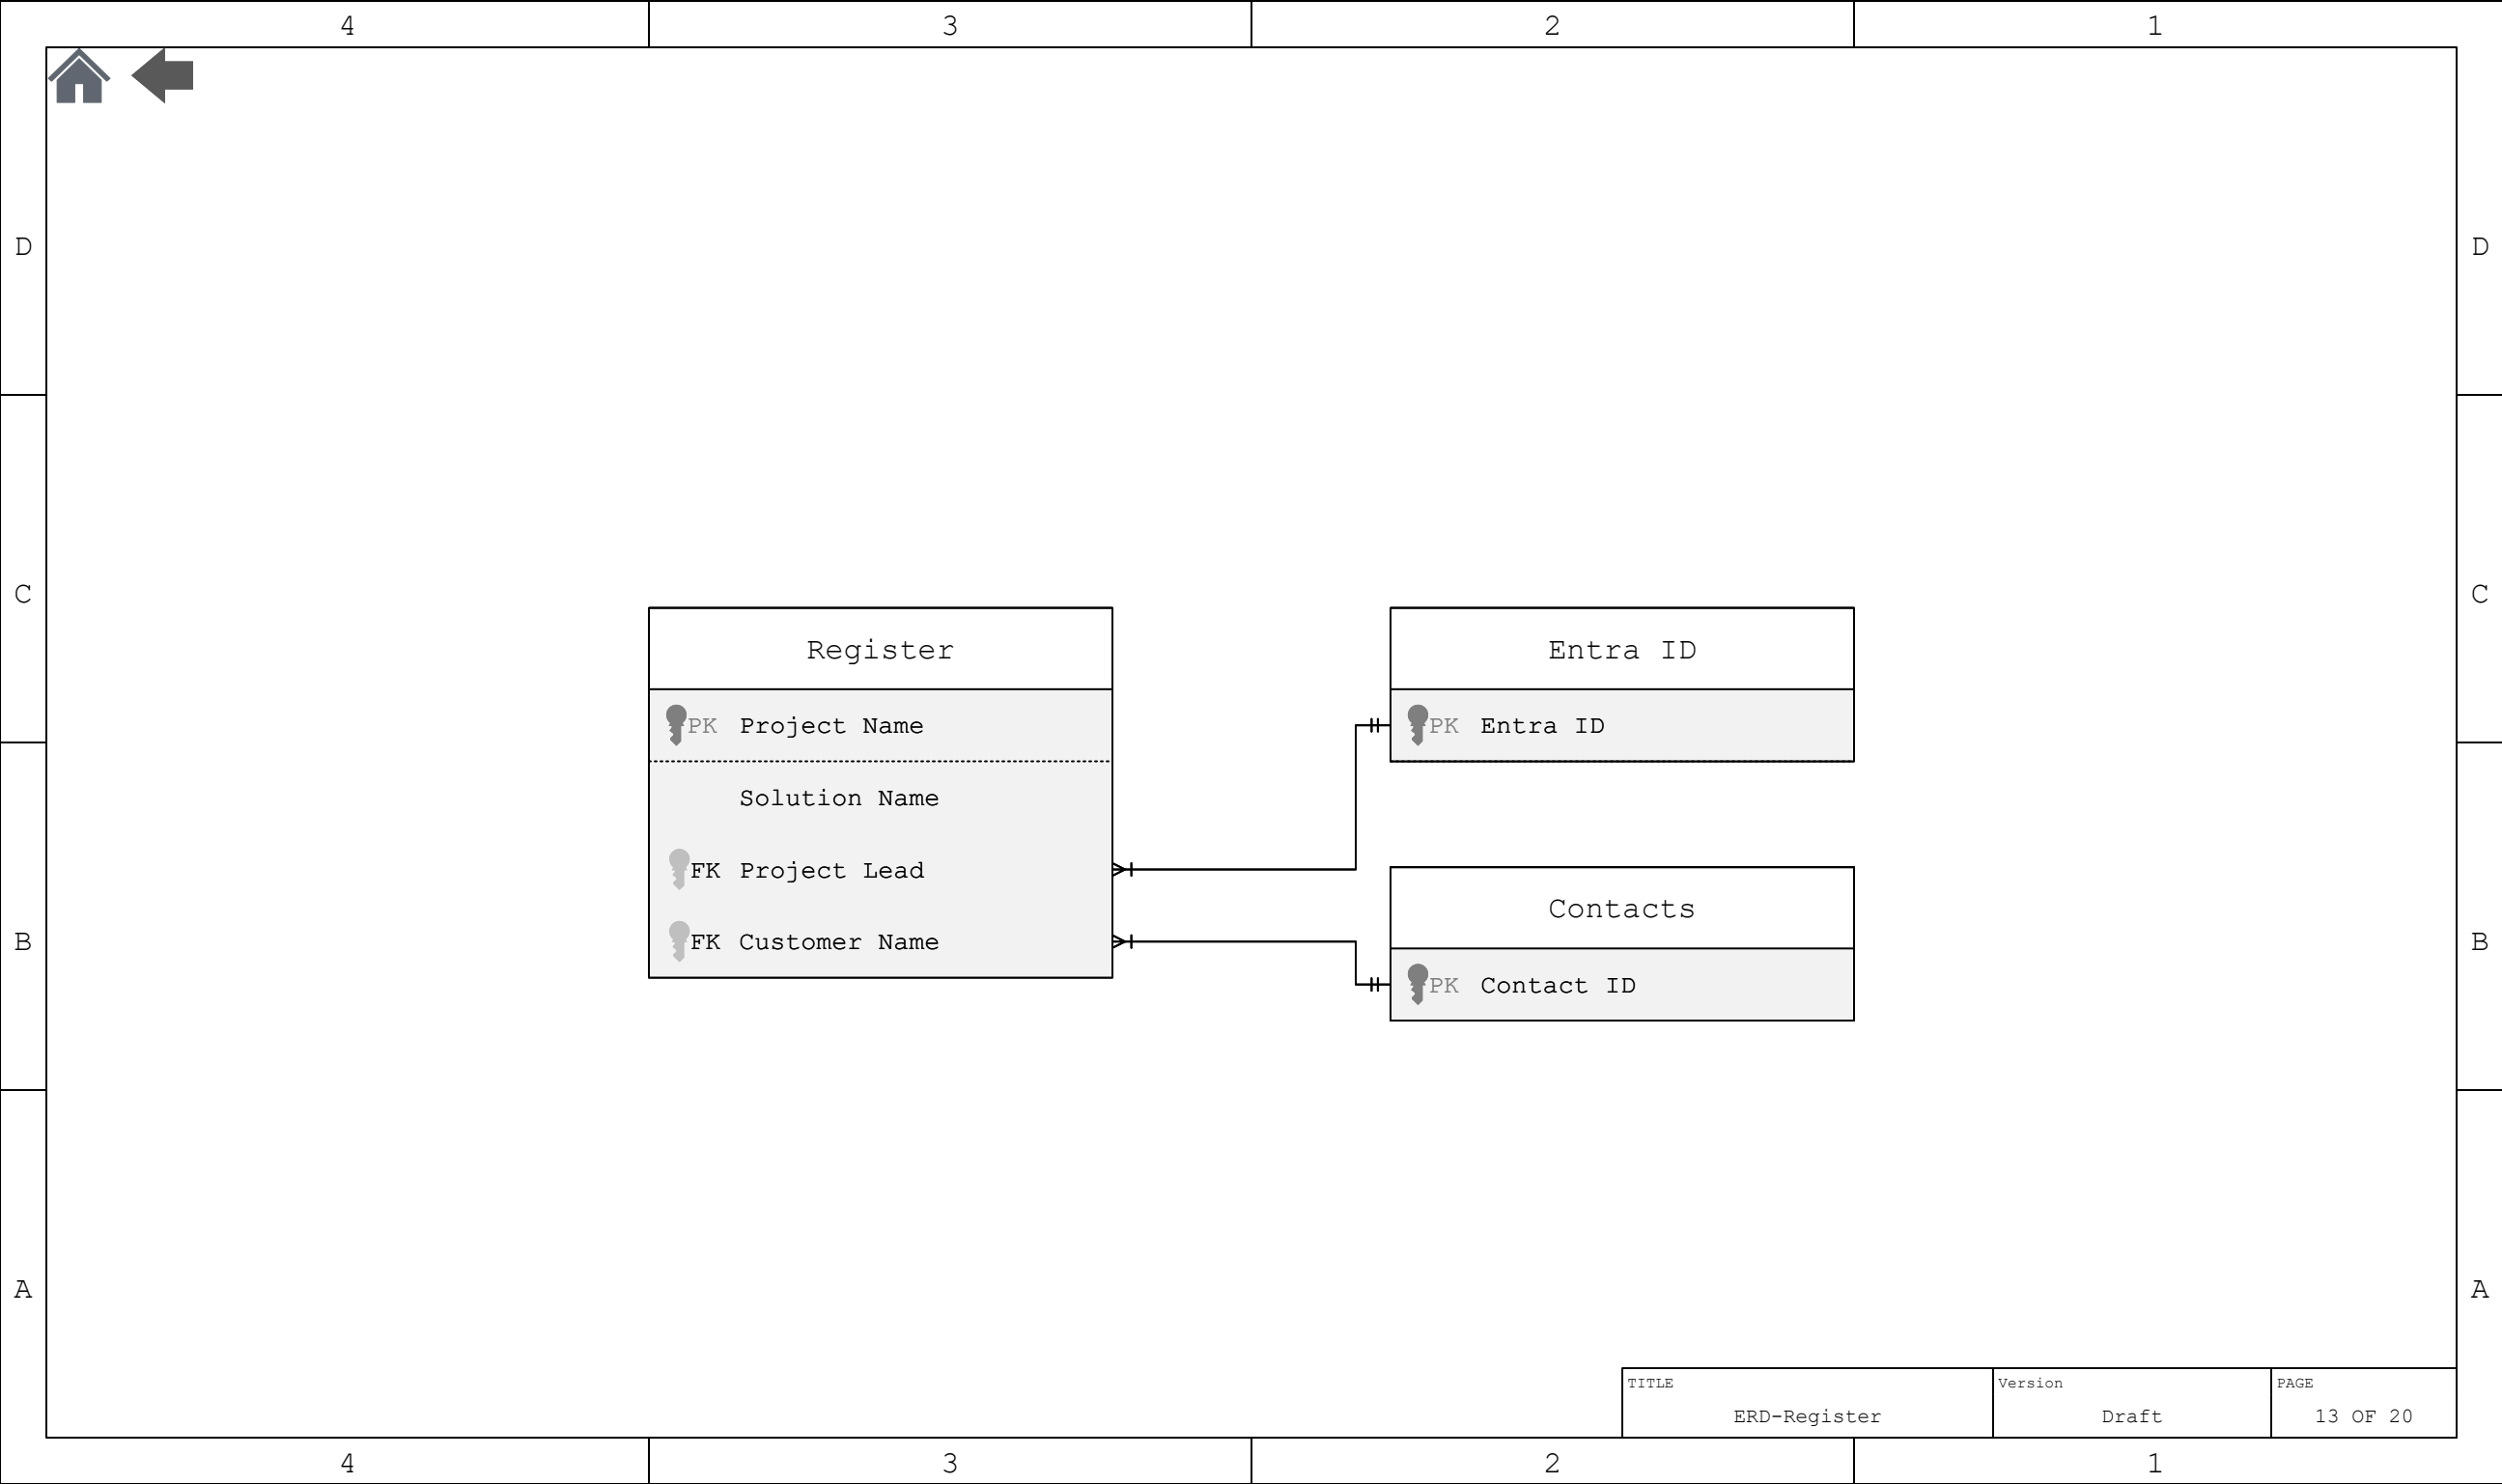 4 3 2 1
D D
C C
Register
PK Project Name
Solution Name
FK Project Lead
FK Customer Name
Entra ID
PK Entra ID
Contacts
PK Contact ID
B B
A A
TITLE
ERD-Register
Version
Draft
PAGE
13 OF 20
4 3 2 1